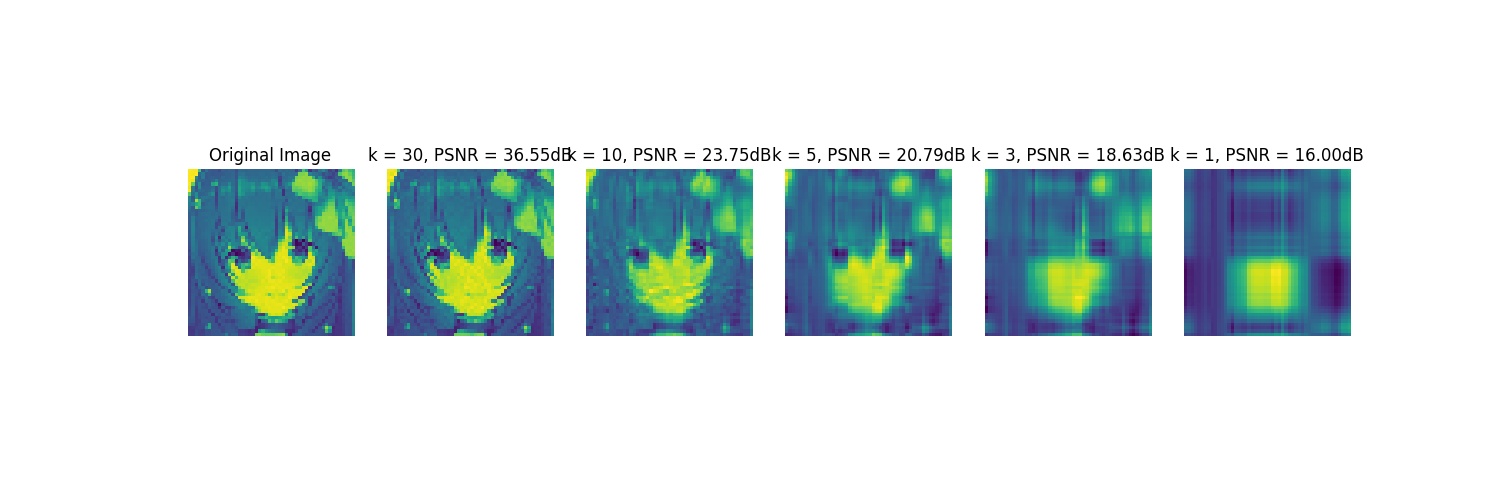 Original Image
k = 30, PSNR = 36.55dB
k = 10, PSNR = 23.75dB
k = 5, PSNR = 20.79dB
k = 3, PSNR = 18.63dB
k = 1, PSNR = 16.00dB